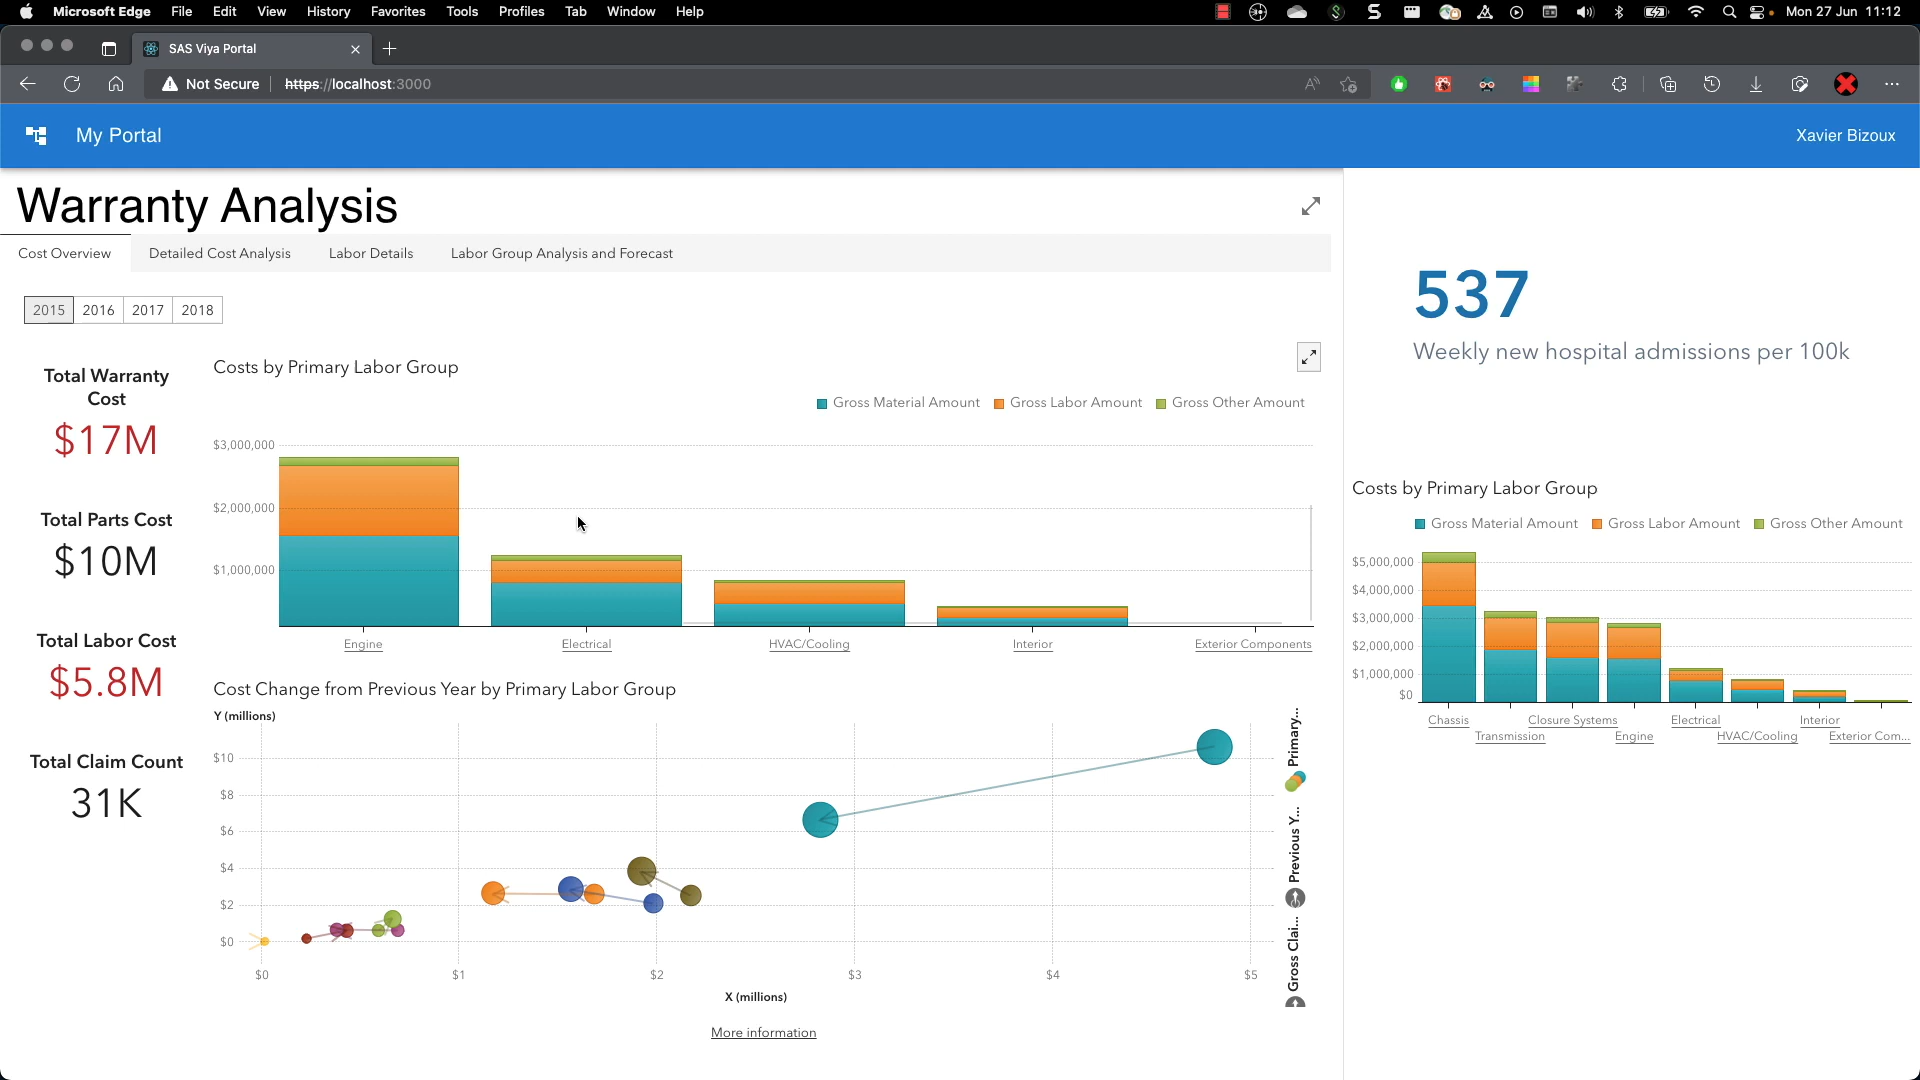 Microsoft Edge File Edit View History Favorites Tools Profiles Tab Window Help Mon 27 Jun 11:12
SAS Viya Portal
Not Secure https://localhost:3000
My Portal
Xavier Bizoux
Warranty Analysis
Cost Overview Detailed Cost Analysis Labor Details Labor Group Analysis and Forecast
2015 2016 2017 2018
Total Warranty
Cost
$17M
Total Parts Cost
$10M
Total Labor Cost
$5.8M
Total Claim Count
31K
Costs by Primary Labor Group
Gross Material Amount Gross Labor Amount Gross Other Amount
$3,000,000
$2,000,000
$1,000,000
Engine Electrical HVAC/Cooling Interior Exterior Components
Cost Change from Previous Year by Primary Labor Group
Y (millions)
$10
$8
$6
$4
$2
$0
$0 $1 $2 $3 $4 $5
X (millions)
Primary...
Previous Y...
Gross Clai...
More information
537
Weekly new hospital admissions per 100k
Costs by Primary Labor Group
Gross Material Amount Gross Labor Amount Gross Other Amount
$5,000,000
$4,000,000
$3,000,000
$2,000,000
$1,000,000
$0
Chassis Closure Systems Electrical Interior
Transmission Engine HVAC/Cooling Exterior Com...